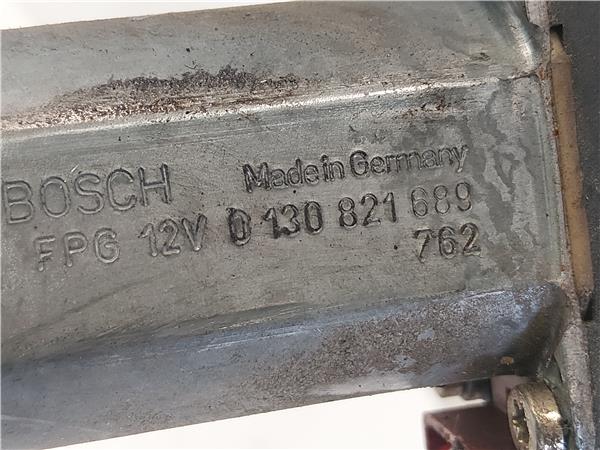 BOSCH Made in Germany
FPG 12V 0 130 821 689
762